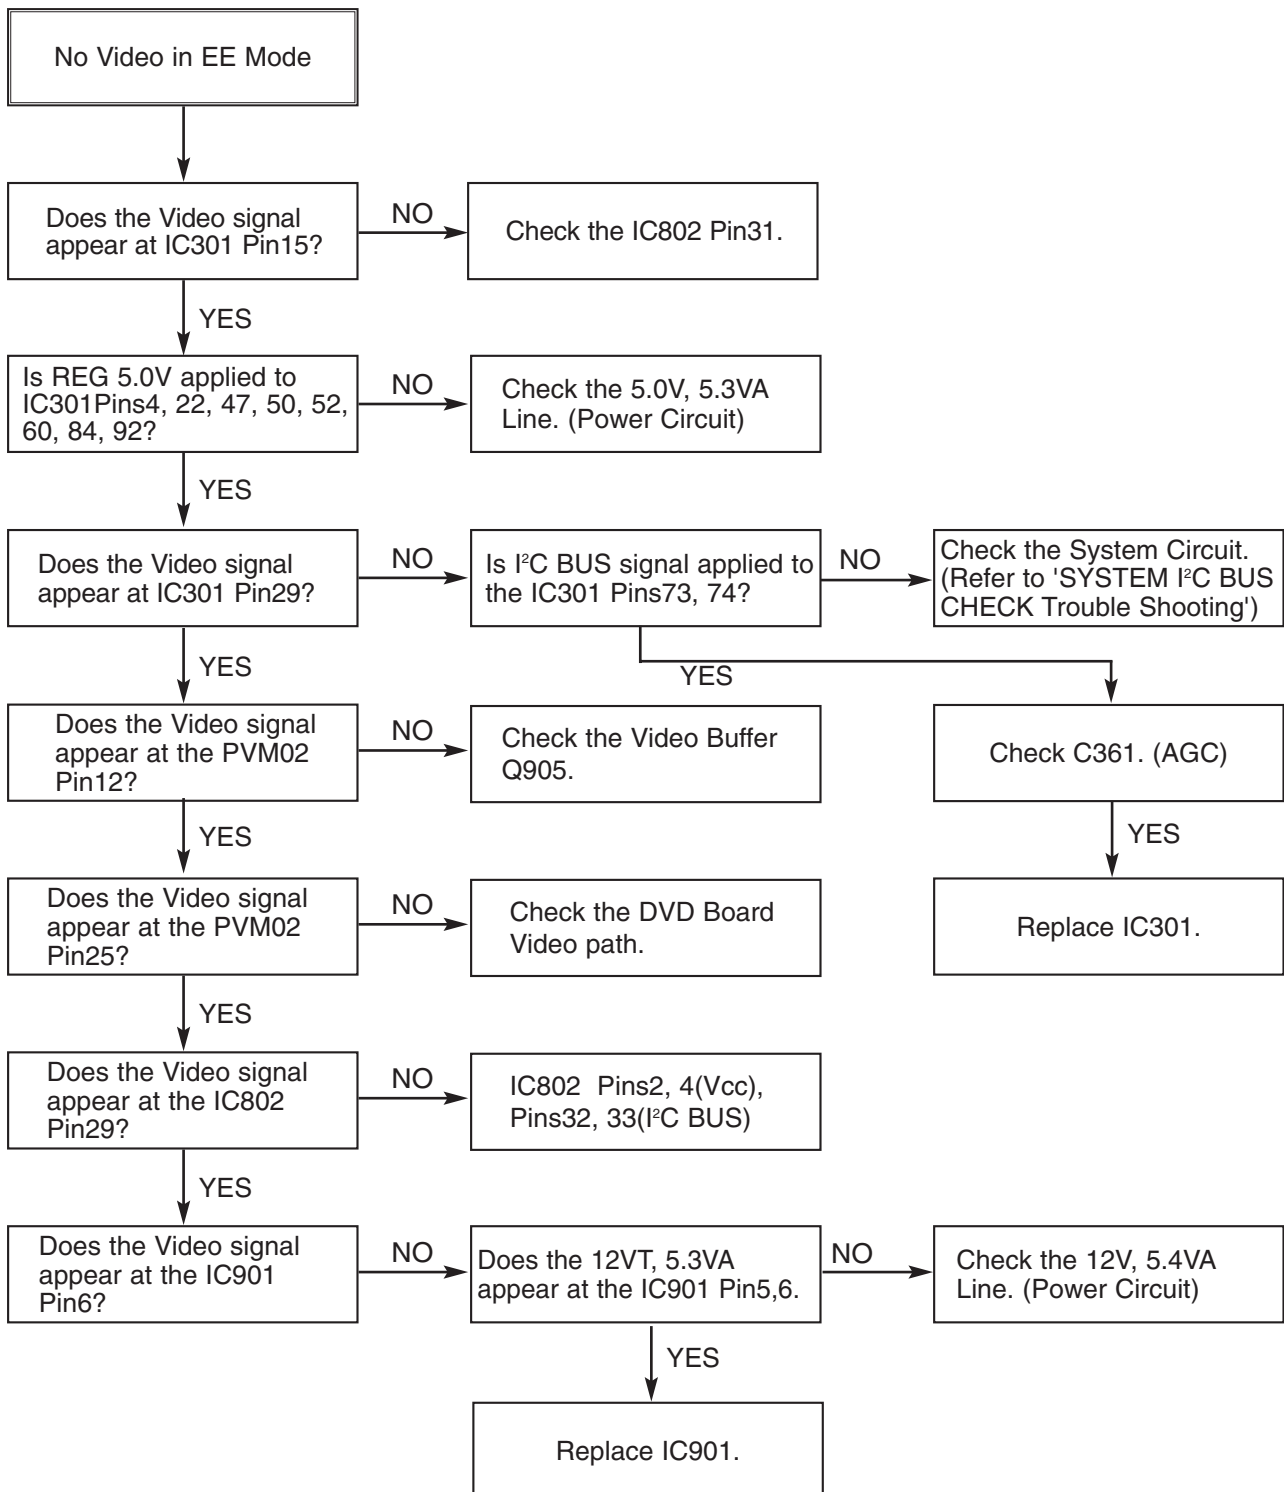 No Video in EE Mode
Does the Video signal
appear at IC301 Pin15?
NO
Check the IC802 Pin31.
YES
Is REG 5.0V applied to
IC301Pins4, 22, 47, 50, 52,
60, 84, 92?
NO
Check the 5.0V, 5.3VA
Line. (Power Circuit)
YES
Does the Video signal
appear at IC301 Pin29?
NO
Is I²C BUS signal applied to
the IC301 Pins73, 74?
NO
Check the System Circuit.
(Refer to 'SYSTEM I²C BUS
CHECK Trouble Shooting')
YES
YES
Does the Video signal
appear at the PVM02
Pin12?
NO
Check the Video Buffer
Q905.
Check C361. (AGC)
YES
YES
Does the Video signal
appear at the PVM02
Pin25?
NO
Check the DVD Board
Video path.
Replace IC301.
YES
Does the Video signal
appear at the IC802
Pin29?
NO
IC802 Pins2, 4(Vcc),
Pins32, 33(I²C BUS)
YES
Does the Video signal
appear at the IC901
Pin6?
NO
Does the 12VT, 5.3VA
appear at the IC901 Pin5,6.
NO
Check the 12V, 5.4VA
Line. (Power Circuit)
YES
Replace IC901.